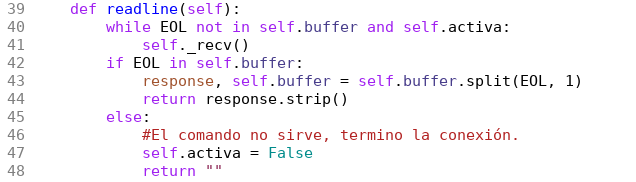 39     def readline(self):
40         while EOL not in self.buffer and self.activa:
41             self._recv()
42         if EOL in self.buffer:
43             response, self.buffer = self.buffer.split(EOL, 1)
44             return response.strip()
45         else:
46             #El comando no sirve, termino la conexión.
47             self.activa = False
48             return ""